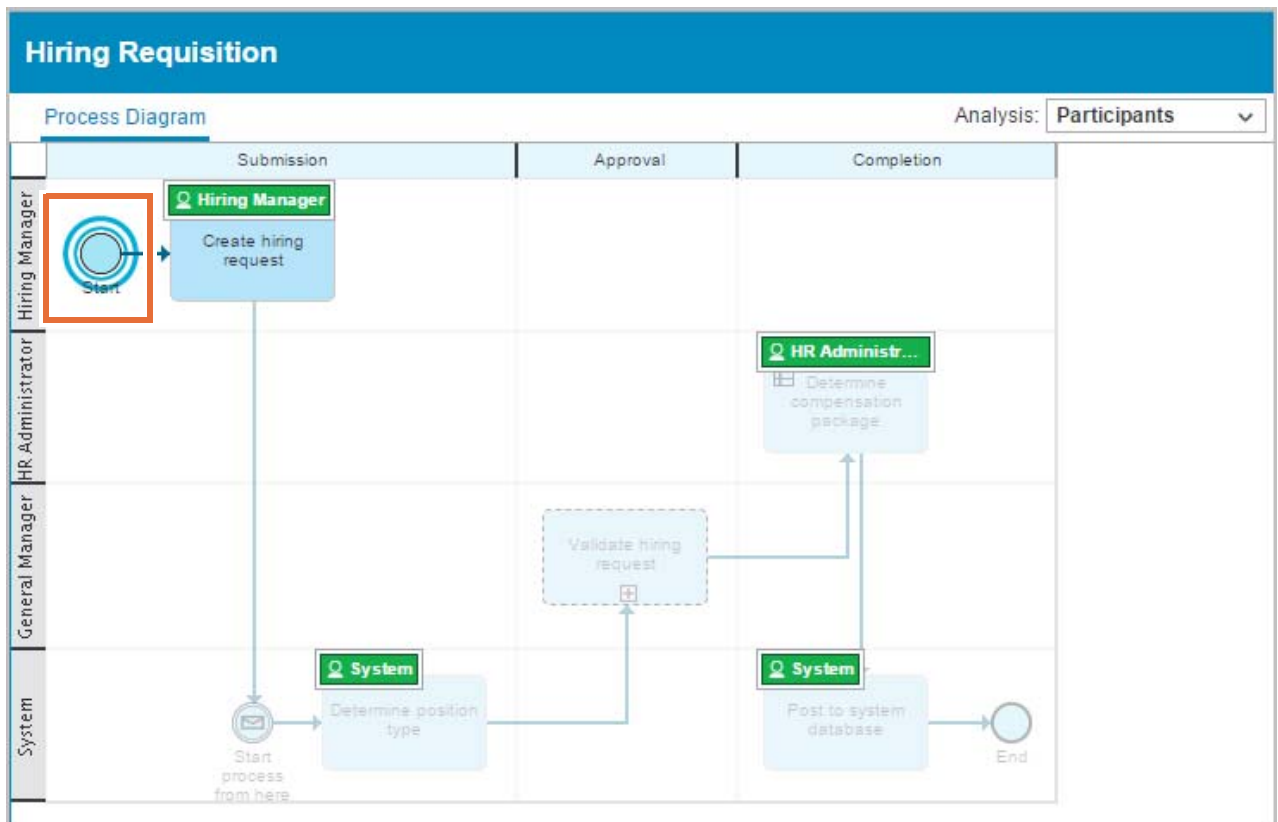 Hiring Requisition
Process Diagram
Analysis: Participants
Submission
Approval
Completion
Hiring Manager
Start
Hiring Manager
Create hiring
request
HR Administrator
HR Administr...
Determine
compensation
package
General Manager
Validate hiring
request
System
System
Determine position
type
Start
process
from here
System
Post to system
database
End